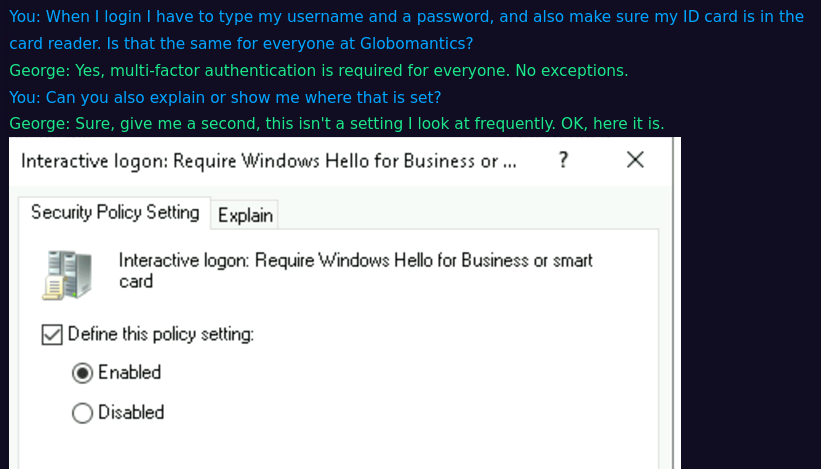 You: When I login I have to type my username and a password, and also make sure my ID card is in the
card reader. Is that the same for everyone at Globomantics?
George: Yes, multi-factor authentication is required for everyone. No exceptions.
You: Can you also explain or show me where that is set?
George: Sure, give me a second, this isn't a setting I look at frequently. OK, here it is.
Interactive logon: Require Windows Hello for Business or ... ?
Security Policy Setting Explain
Interactive logon: Require Windows Hello for Business or smart
card
Define this policy setting:
Enabled
Disabled